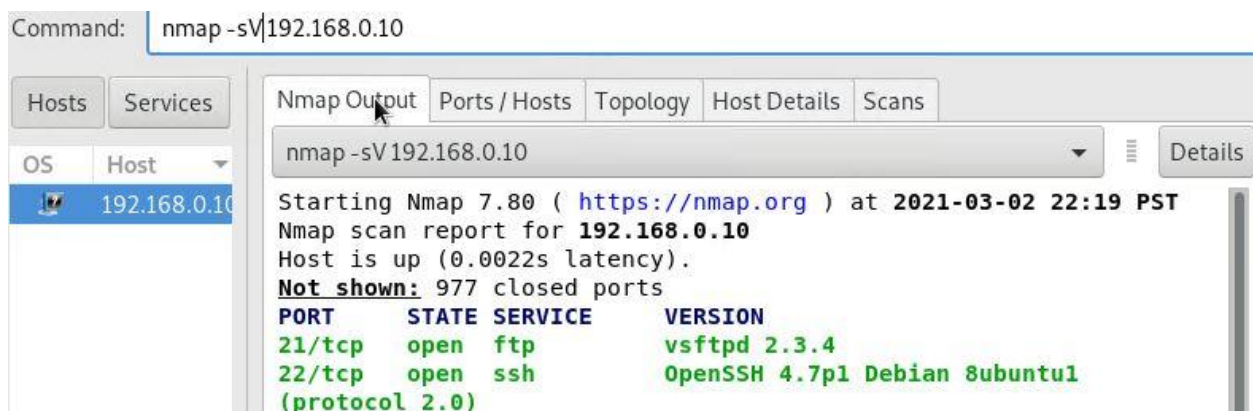 Command: nmap -sV 192.168.0.10
Hosts Services Nmap Output Ports / Hosts Topology Host Details Scans
OS Host nmap -sV 192.168.0.10 Details
192.168.0.10
Starting Nmap 7.80 ( https://nmap.org ) at 2021-03-02 22:19 PST
Nmap scan report for 192.168.0.10
Host is up (0.0022s latency).
Not shown: 977 closed ports
PORT STATE SERVICE VERSION
21/tcp open ftp vsftpd 2.3.4
22/tcp open ssh OpenSSH 4.7p1 Debian 8ubuntu1
(protocol 2.0)